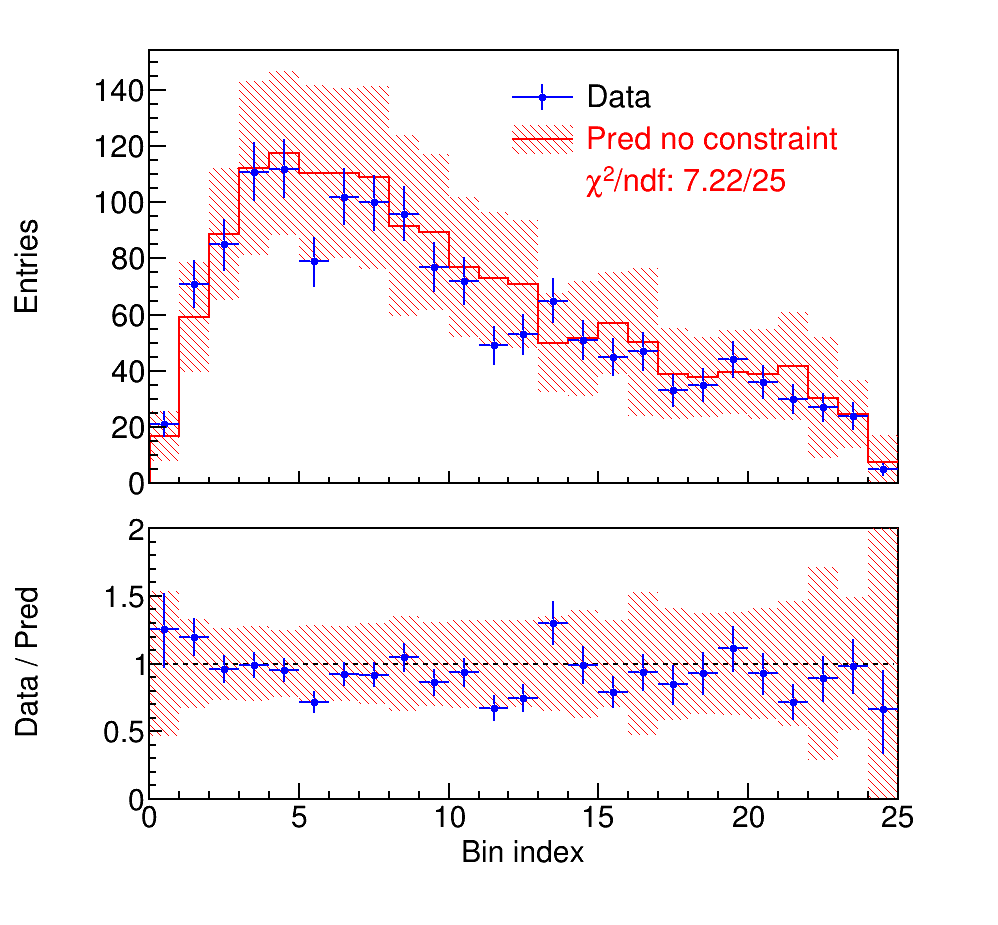 Entries
140
120
100
80
60
40
20
0
Data
Pred no constraint
χ²/ndf: 7.22/25
Data / Pred
2
1.5
1
0.5
0
0 5 10 15 20 25
Bin index